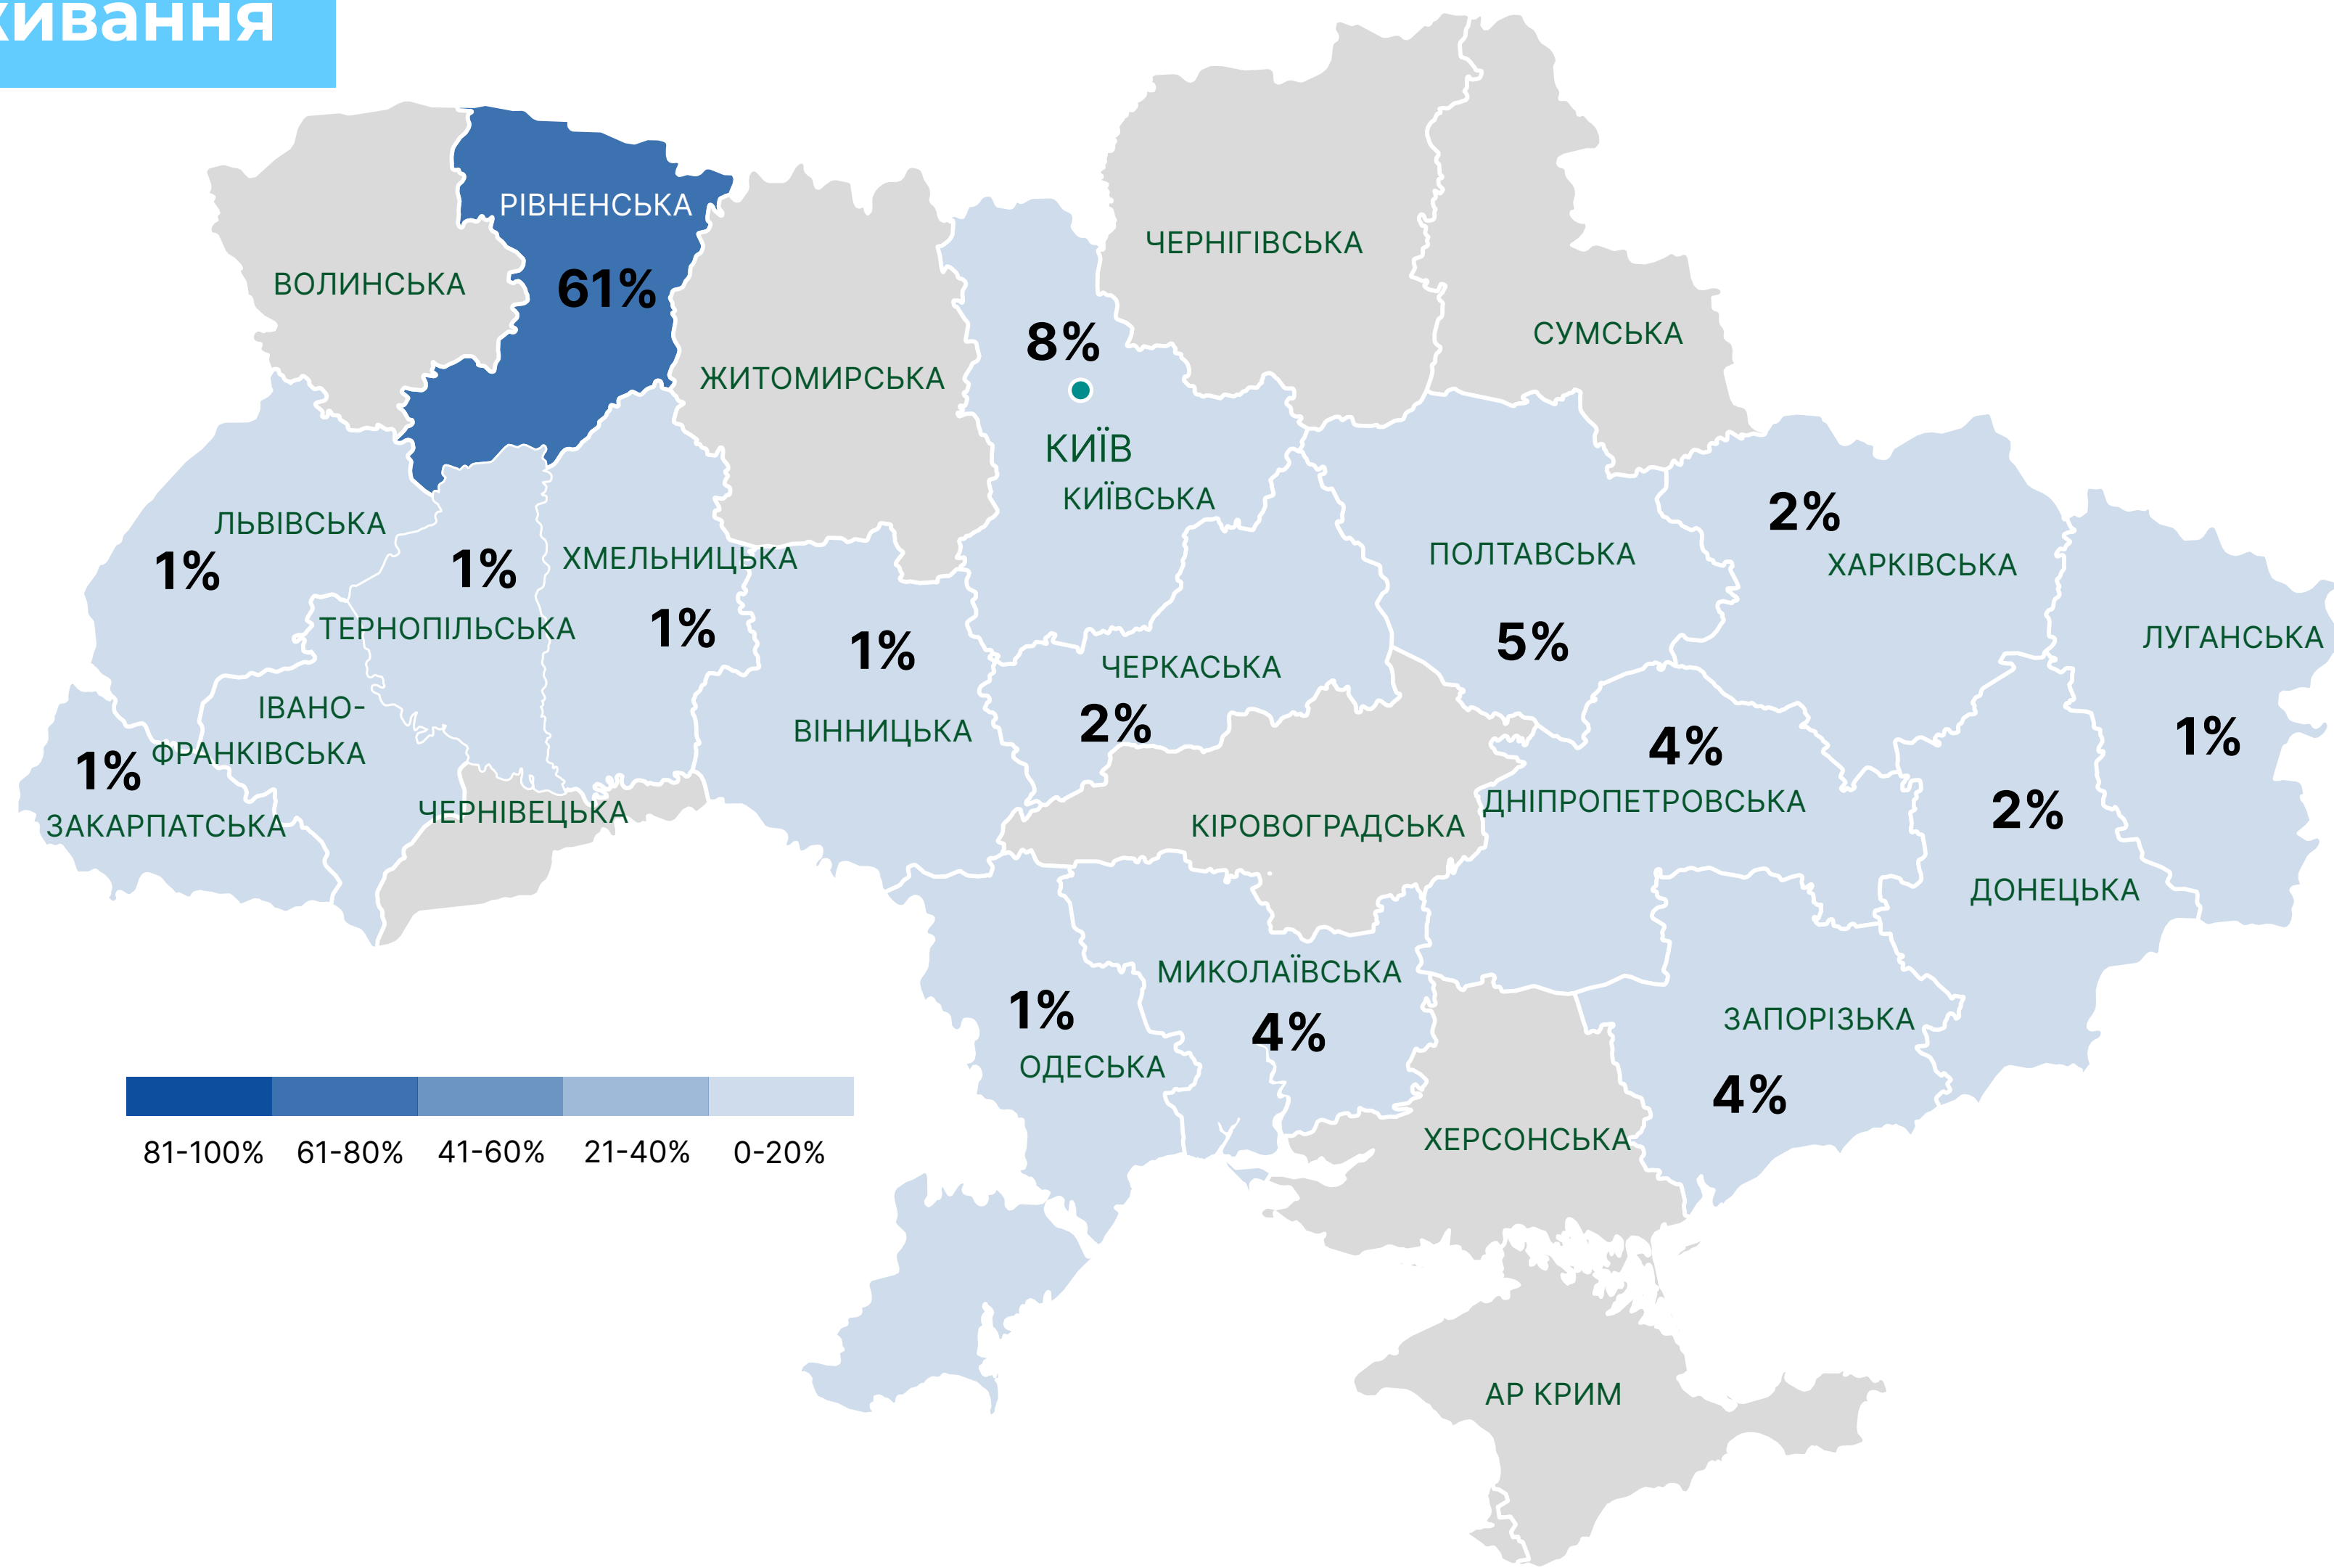 РІВНЕНСЬКА
61%
ВОЛИНСЬКА
ЧЕРНІГІВСЬКА
СУМСЬКА
ЖИТОМИРСЬКА
8%
КИЇВ
КИЇВСЬКА
ЛЬВІВСЬКА
1%
1%
ТЕРНОПІЛЬСЬКА
ХМЕЛЬНИЦЬКА
1%
1%
ВІННИЦЬКА
ЧЕРКАСЬКА
2%
ПОЛТАВСЬКА
5%
2%
ХАРКІВСЬКА
ЛУГАНСЬКА
1%
ІВАНО-
ФРАНКІВСЬКА
1%
ЗАКАРПАТСЬКА
ЧЕРНІВЕЦЬКА
КІРОВОГРАДСЬКА
4%
ДНІПРОПЕТРОВСЬКА
2%
ДОНЕЦЬКА
1%
ОДЕСЬКА
МИКОЛАЇВСЬКА
4%
ЗАПОРІЗЬКА
4%
ХЕРСОНСЬКА
АР КРИМ
81-100% 61-80% 41-60% 21-40% 0-20%